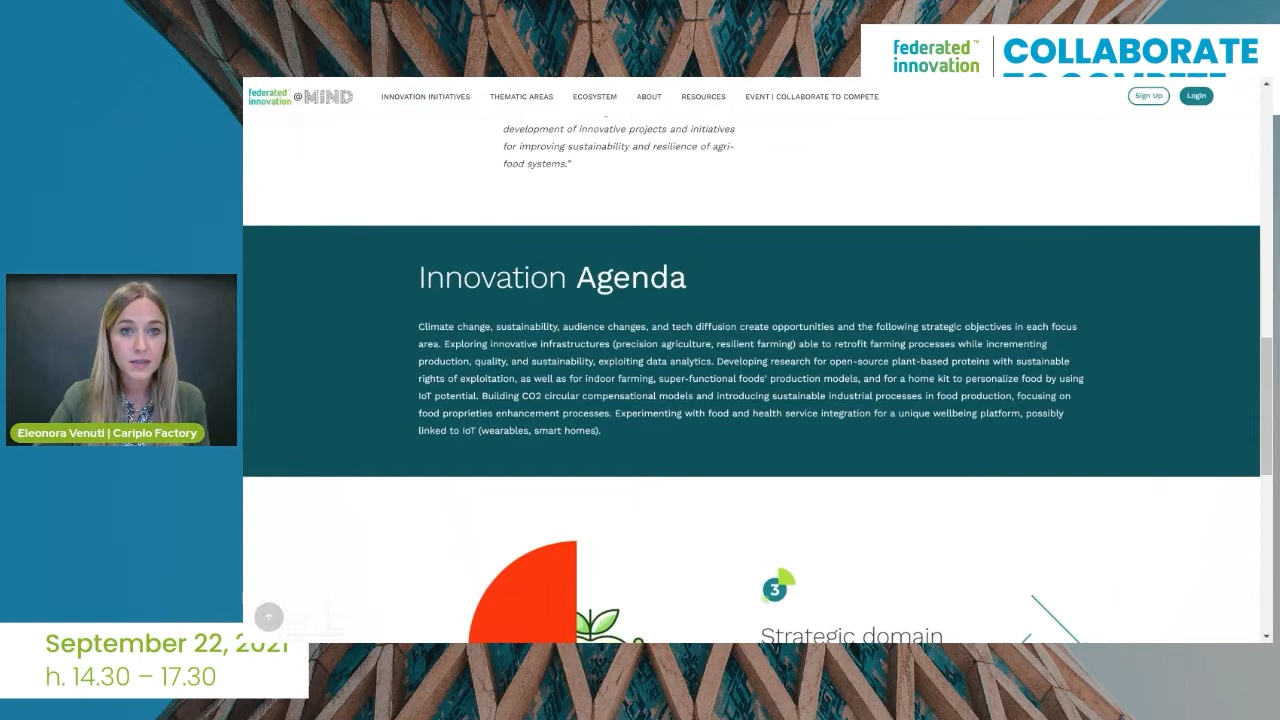 federated ™
innovation
COLLABORATE
federated
innovation @ MIND
INNOVATION INITIATIVES
THEMATIC AREAS
ECOSYSTEM
ABOUT
RESOURCES
EVENT | COLLABORATE TO COMPETE
Sign Up
Login
development of innovative projects and initiatives
for improving sustainability and resilience of agri-
food systems."
Innovation Agenda
Climate change, sustainability, audience changes, and tech diffusion create opportunities and the following strategic objectives in each focus
area. Exploring innovative infrastructures (precision agriculture, resilient farming) able to retrofit farming processes while incrementing
production, quality, and sustainability, exploiting data analytics. Developing research for open-source plant-based proteins with sustainable
rights of exploitation, as well as for indoor farming, super-functional foods' production models, and for a home kit to personalize food by using
IoT potential. Building CO2 circular compensational models and introducing sustainable industrial processes in food production, focusing on
food proprieties enhancement processes. Experimenting with food and health service integration for a unique wellbeing platform, possibly
linked to IoT (wearables, smart homes).
Eleonora Venuti | Cariplo Factory
3
Strategic domain
September 22, 2021
h. 14.30 – 17.30